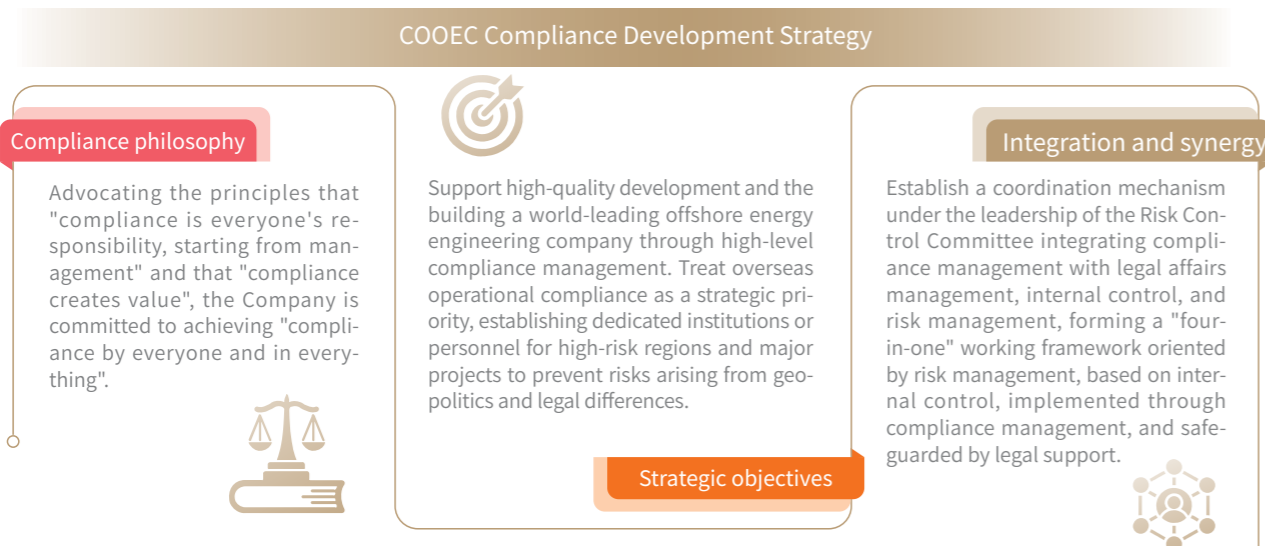 COOEC Compliance Development Strategy
Compliance philosophy
Advocating the principles that
"compliance is everyone's re-
sponsibility, starting from man-
agement" and that "compliance
creates value", the Company is
committed to achieving "compli-
ance by everyone and in every-
thing".
Support high-quality development and the
building a world-leading offshore energy
engineering company through high-level
compliance management. Treat overseas
operational compliance as a strategic pri-
ority, establishing dedicated institutions or
personnel for high-risk regions and major
projects to prevent risks arising from geo-
politics and legal differences.
Strategic objectives
Integration and synergy
Establish a coordination mechanism
under the leadership of the Risk Con-
trol Committee integrating compli-
ance management with legal affairs
management, internal control, and
risk management, forming a "four-
in-one" working framework oriented
by risk management, based on inter-
nal control, implemented through
compliance management, and safe-
guarded by legal support.